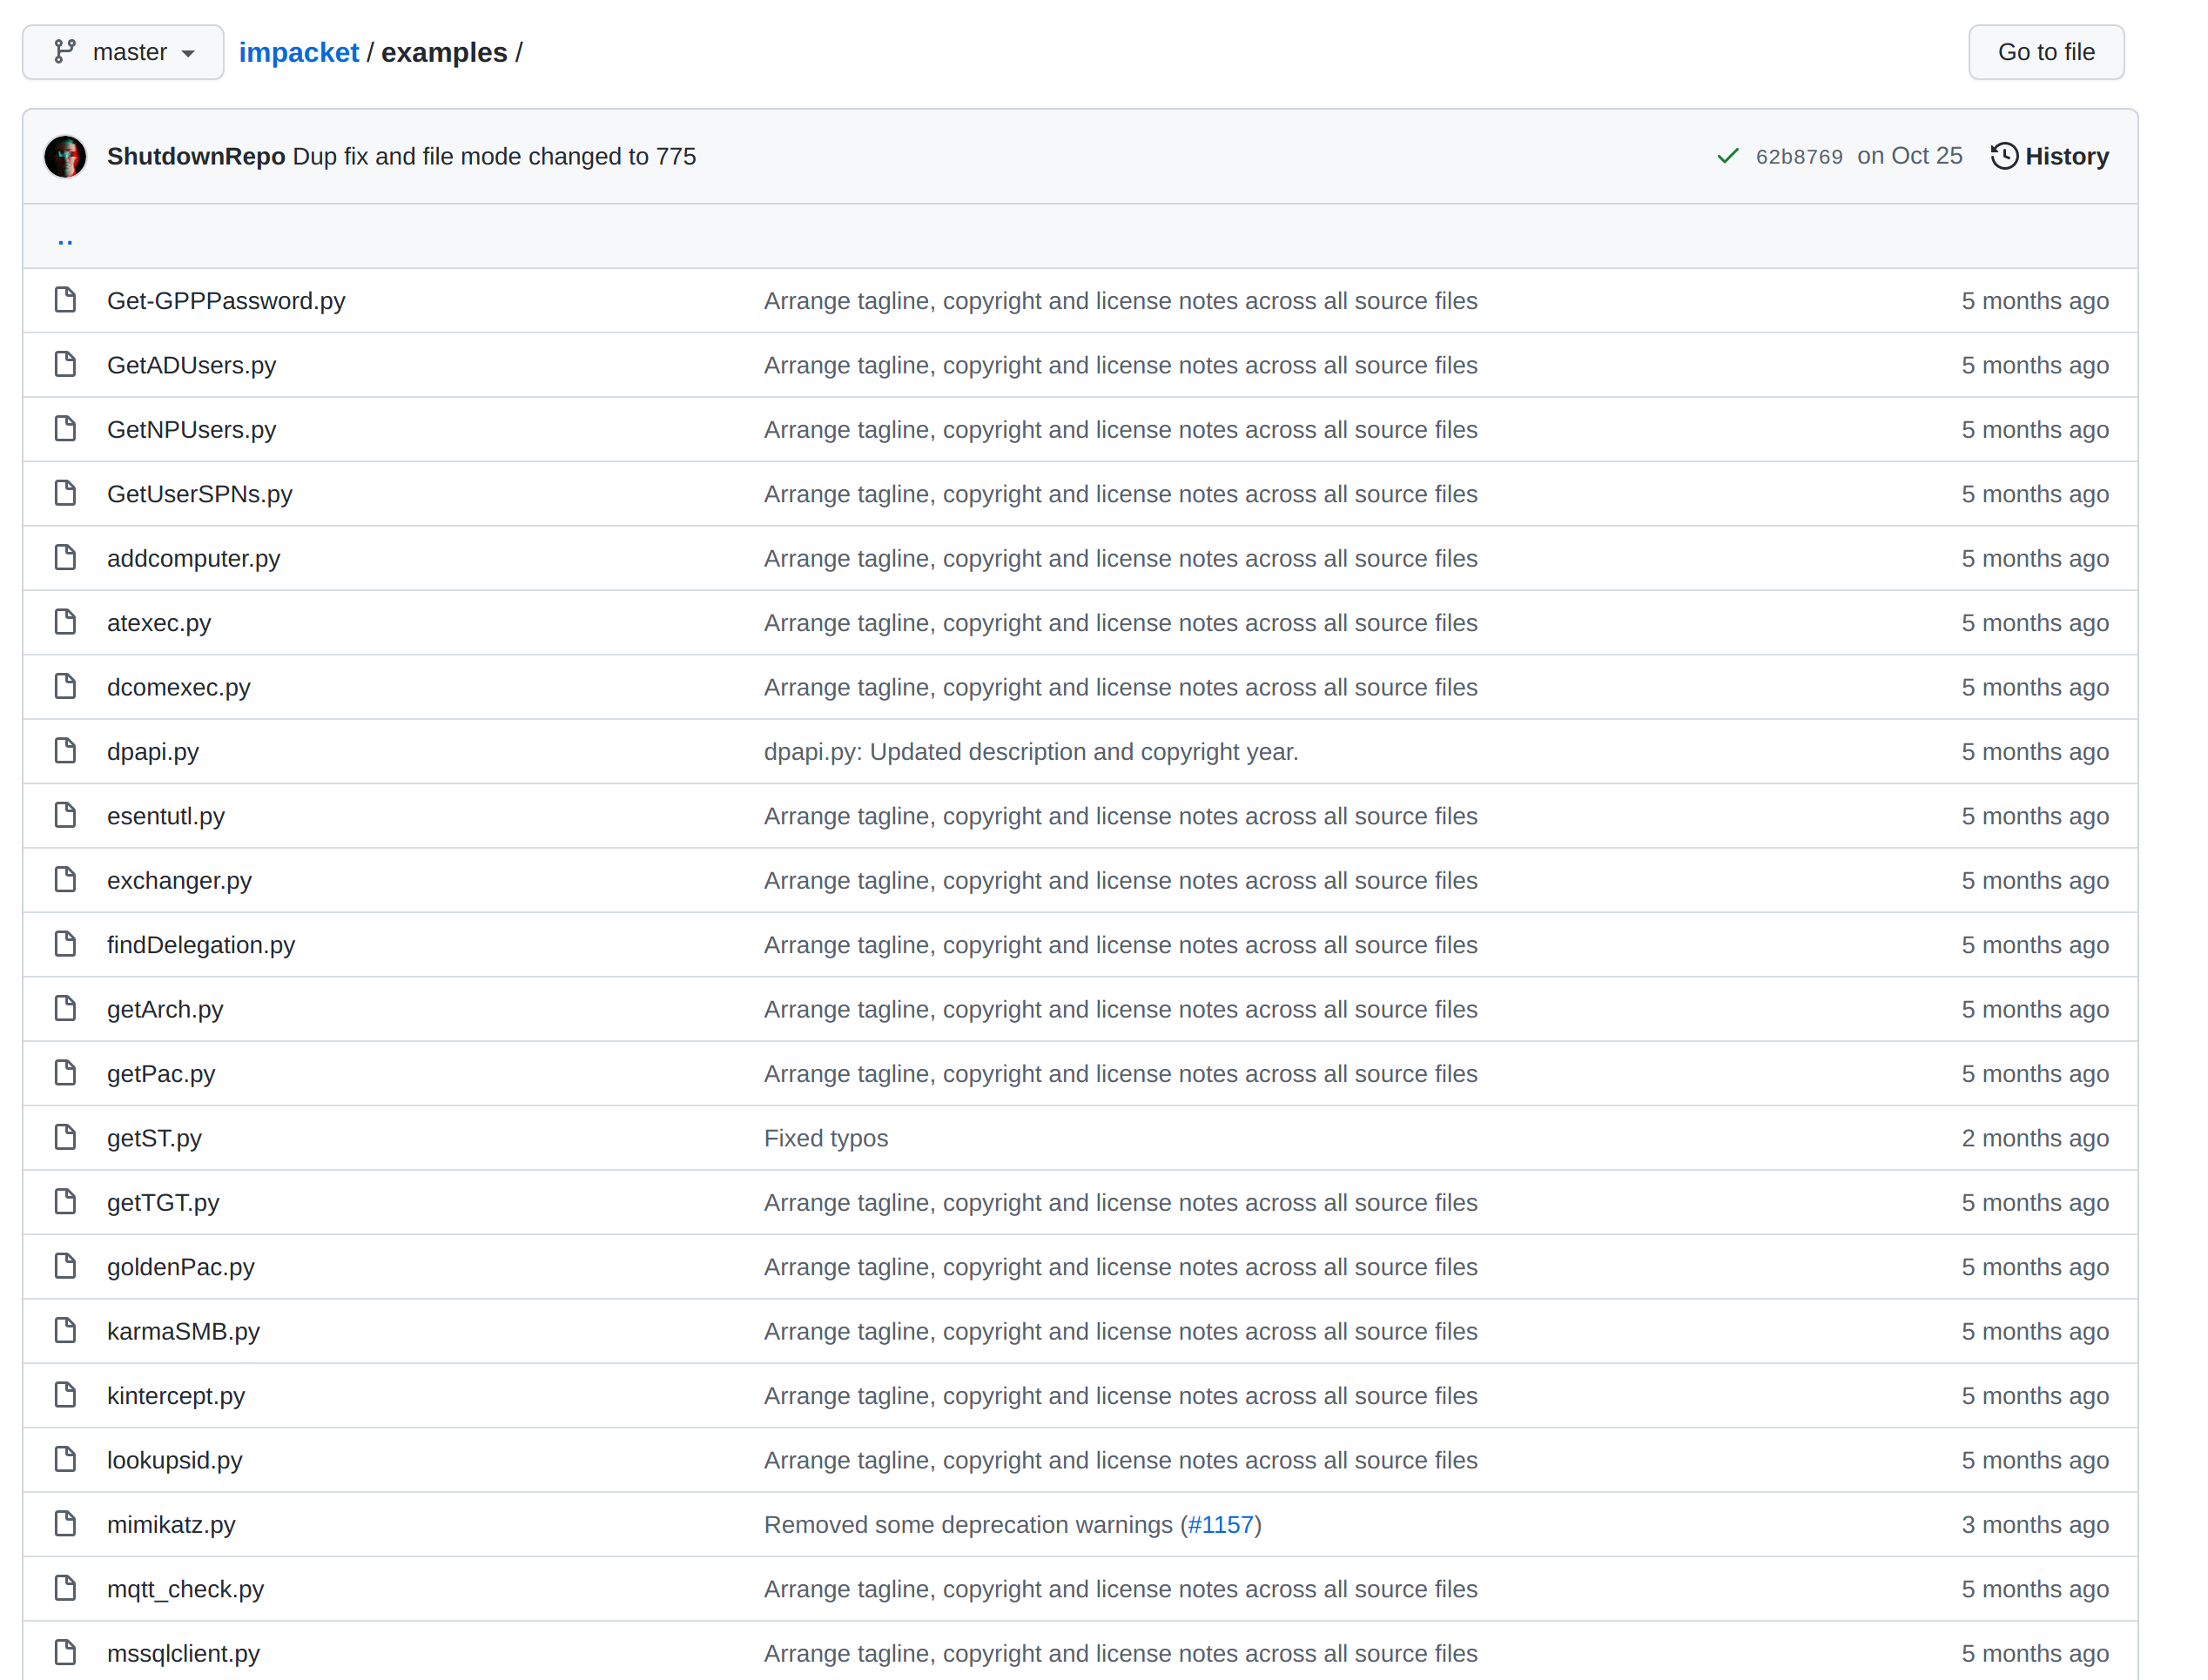 master impacket / examples / Go to file
ShutdownRepo Dup fix and file mode changed to 775 62b8769 on Oct 25 History
..
Get-GPPPassword.py Arrange tagline, copyright and license notes across all source files 5 months ago
GetADUsers.py Arrange tagline, copyright and license notes across all source files 5 months ago
GetNPUsers.py Arrange tagline, copyright and license notes across all source files 5 months ago
GetUserSPNs.py Arrange tagline, copyright and license notes across all source files 5 months ago
addcomputer.py Arrange tagline, copyright and license notes across all source files 5 months ago
atexec.py Arrange tagline, copyright and license notes across all source files 5 months ago
dcomexec.py Arrange tagline, copyright and license notes across all source files 5 months ago
dpapi.py dpapi.py: Updated description and copyright year. 5 months ago
esentutl.py Arrange tagline, copyright and license notes across all source files 5 months ago
exchanger.py Arrange tagline, copyright and license notes across all source files 5 months ago
findDelegation.py Arrange tagline, copyright and license notes across all source files 5 months ago
getArch.py Arrange tagline, copyright and license notes across all source files 5 months ago
getPac.py Arrange tagline, copyright and license notes across all source files 5 months ago
getST.py Fixed typos 2 months ago
getTGT.py Arrange tagline, copyright and license notes across all source files 5 months ago
goldenPac.py Arrange tagline, copyright and license notes across all source files 5 months ago
karmaSMB.py Arrange tagline, copyright and license notes across all source files 5 months ago
kintercept.py Arrange tagline, copyright and license notes across all source files 5 months ago
lookupsid.py Arrange tagline, copyright and license notes across all source files 5 months ago
mimikatz.py Removed some deprecation warnings (#1157) 3 months ago
mqtt_check.py Arrange tagline, copyright and license notes across all source files 5 months ago
mssqlclient.py Arrange tagline, copyright and license notes across all source files 5 months ago